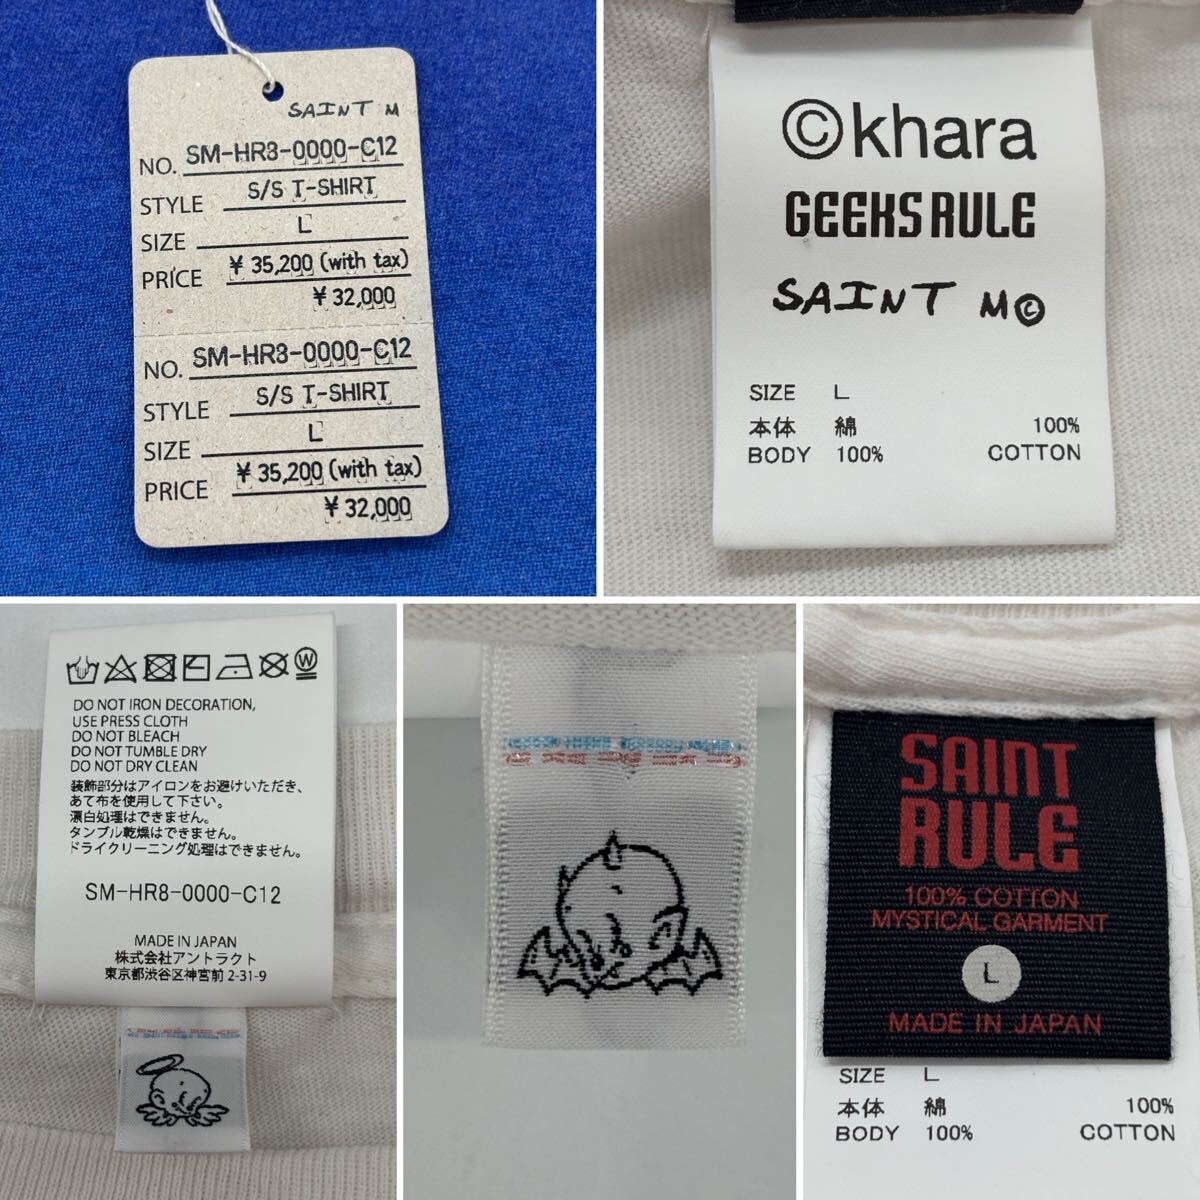 SAINT M
NO. SM-HR3-0000-C12
STYLE S/S T-SHIRT
SIZE L
PRICE ¥ 35,200 (with tax)
¥ 32,000
NO. SM-HR3-0000-C12
STYLE S/S T-SHIRT
SIZE L
PRICE ¥ 35,200 (with tax)
¥ 32,000
©khara
GEEKS RULE
SAINT M©
SIZE L
本体 綿 100%
BODY 100% COTTON
W
DO NOT IRON DECORATION,
USE PRESS CLOTH
DO NOT BLEACH
DO NOT TUMBLE DRY
DO NOT DRY CLEAN
装飾部分はアイロンをお避けいただき、
あて布を使用して下さい。
漂白処理はできません。
タンブル乾燥はできません。
ドライクリーニング処理はできません。
SM-HR8-0000-C12
MADE IN JAPAN
株式会社アントラクト
東京都渋谷区神宮前 2-31-9
SAINT
RULE
100% COTTON
MYSTICAL GARMENT
L
MADE IN JAPAN
SIZE L
本体 綿 100%
BODY 100% COTTON